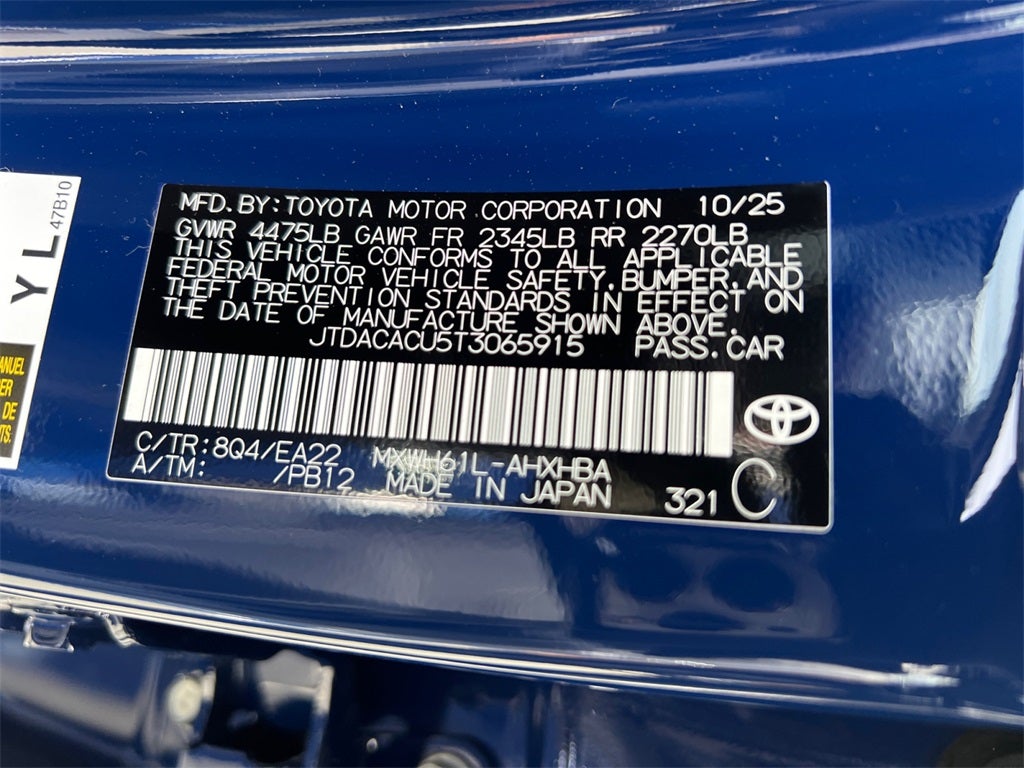 MFD.BY:TOYOTA MOTOR CORPORATION 10/25
GVWR 4475LB GAWR FR 2345LB RR 2270LB
THIS VEHICLE CONFORMS TO ALL APPLICABLE
FEDERAL MOTOR VEHICLE SAFETY,BUMPER,AND
THEFT PREVENTION STANDARDS IN EFFECT ON
THE DATE OF MANUFACTURE SHOWN ABOVE.
JTDACACU5T3065915 PASS.CAR
C/TR:8Q4/EA22 MXWH61L-AHXHBA
A/TM: /PB12 MADE IN JAPAN 321 C
YL
47B10
DE